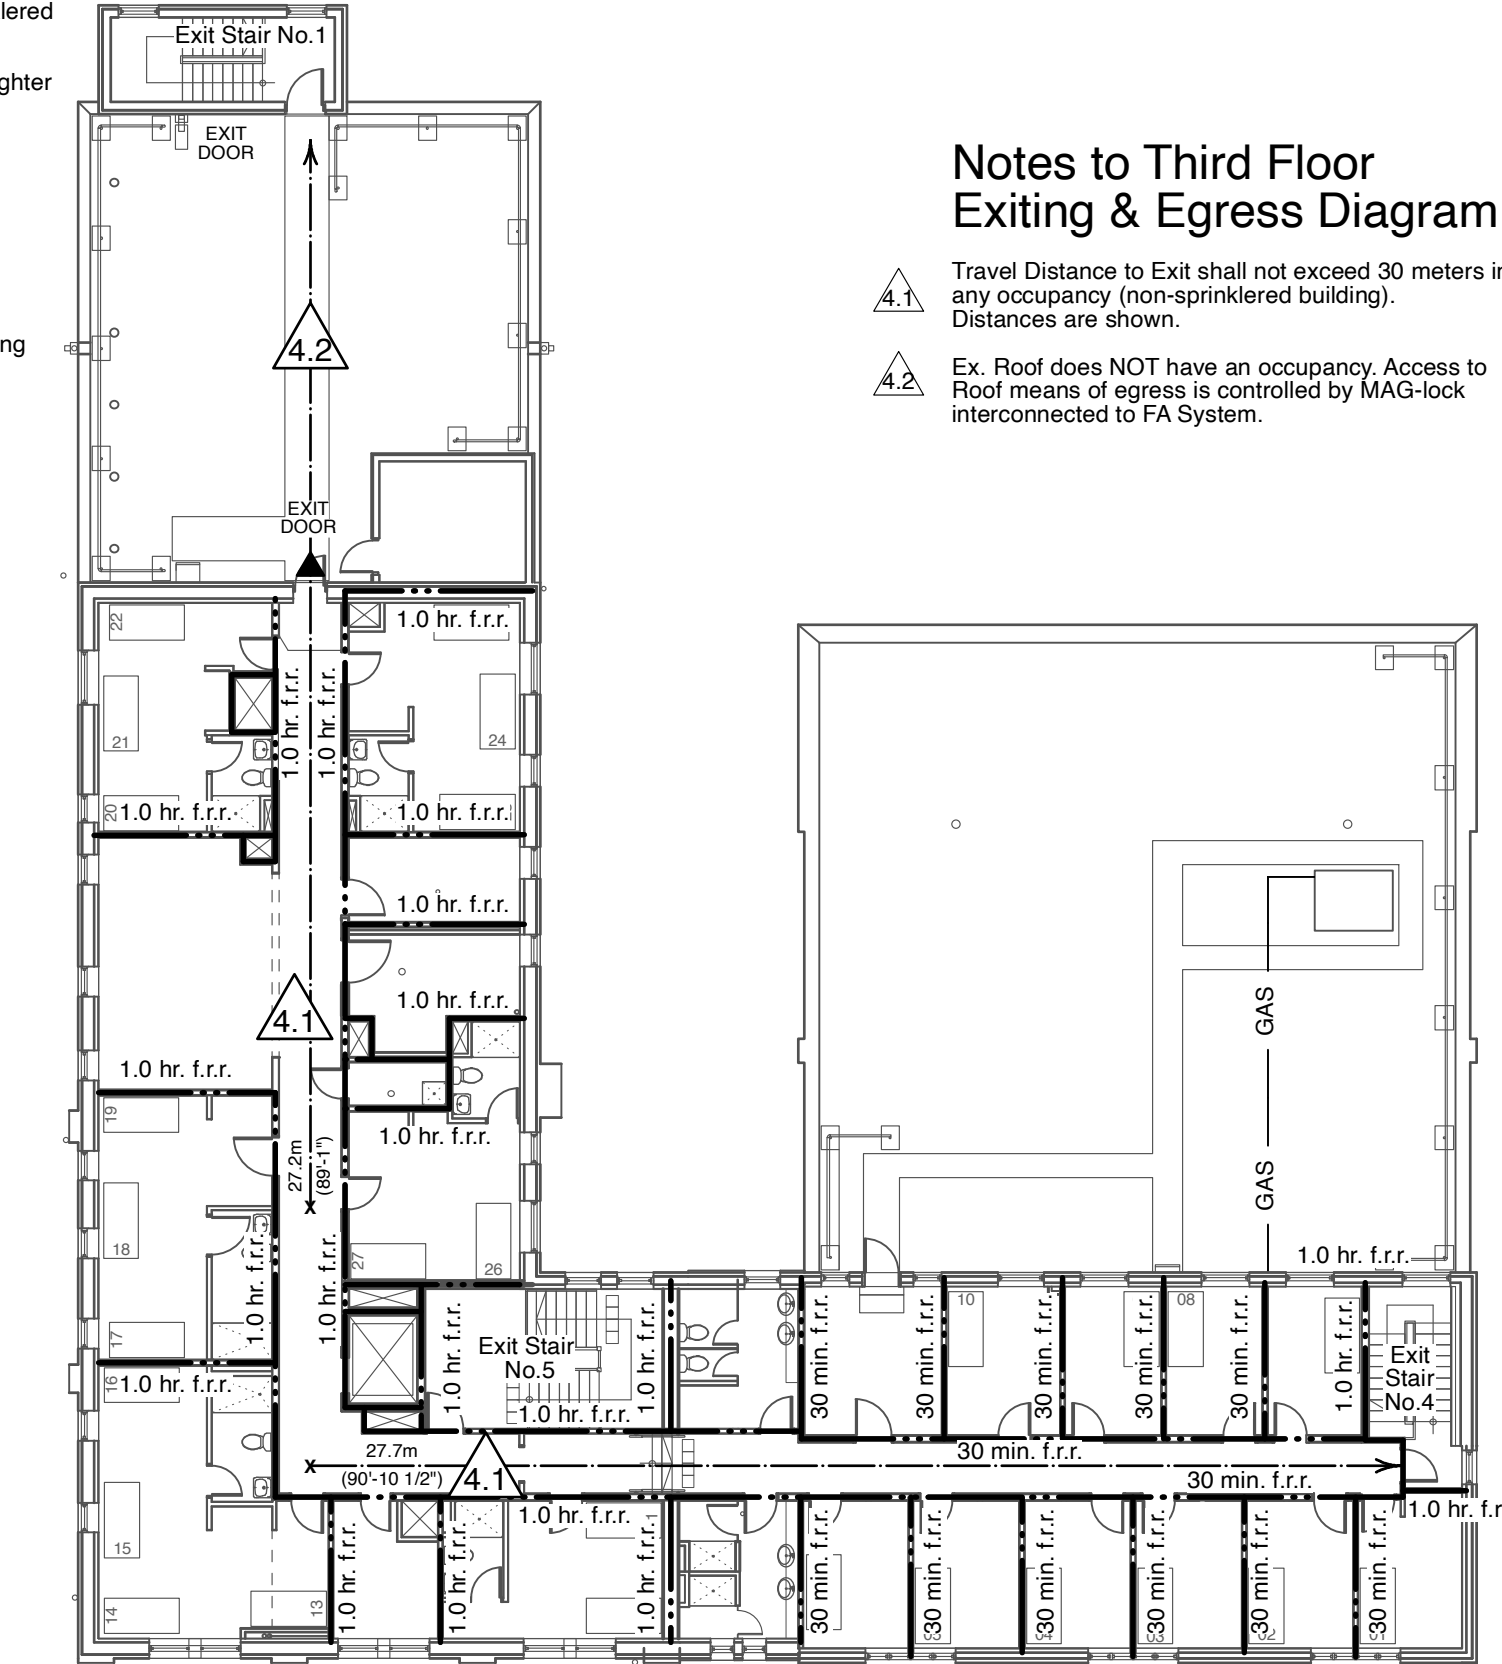 lered
Exit Stair No.1
ghter
EXIT
DOOR
Notes to Third Floor
Exiting & Egress Diagram
4.1
Travel Distance to Exit shall not exceed 30 meters in
any occupancy (non-sprinklered building).
Distances are shown.
4.2
ng
4.2
Ex. Roof does NOT have an occupancy. Access to
Roof means of egress is controlled by MAG-lock
interconnected to FA System.
EXIT
DOOR
22
1.0 hr. f.r.r.
1.0 hr. f.r.r.
1.0 hr. f.r.r.
21
24
20
1.0 hr. f.r.r.
1.0 hr. f.r.r.
1.0 hr. f.r.r.
1.0 hr. f.r.r.
4.1
GAS
1.0 hr. f.r.r.
19
1.0 hr. f.r.r.
27.2m
(89'-1")
x
GAS
18
1.0 hr. f.r.r.
1.0 hr. f.r.r.
27
26
1.0 hr. f.r.r.
17
1.0 hr. f.r.r.
Exit Stair
No.5
1.0 hr. f.r.r.
30 min. f.r.r.
30 min. f.r.r.
10
30 min. f.r.r.
30 min. f.r.r.
08
30 min. f.r.r.
1.0 hr. f.r.r.
Exit
Stair
No.4
16
1.0 hr. f.r.r.
1.0 hr. f.r.r.
27.7m
(90'-10 1/2")
x
4.1
30 min. f.r.r.
30 min. f.r.r.
1.0 hr. f.r.r.
1.0 hr. f.r
15
14
13
1.0 hr. f.r.r.
1.0 hr. f.r.r.
1.0 hr. f.r.r.
30 min. f.r.r.
30 min. f.r.r.
30 min. f.r.r.
30 min. f.r.r.
30 min. f.r.r.
30 min. f.r.r.